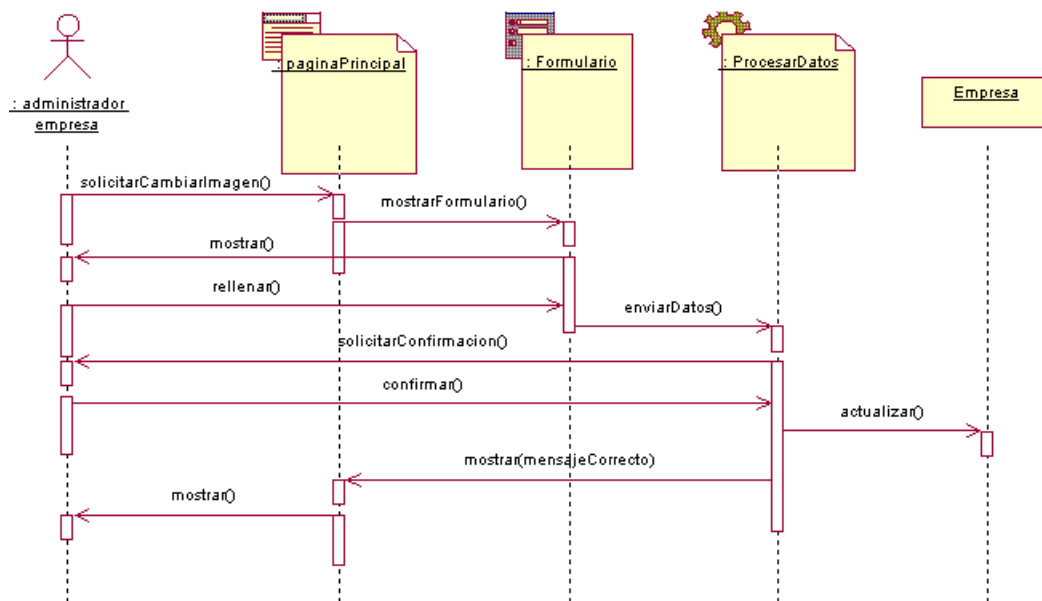 : administrador
empresa
: paginaPrincipal
: Formulario
: ProcesarDatos
Empresa
solicitarCambiarImagen()
mostrarFormulario()
mostrar()
rellenar()
enviarDatos()
solicitarConfirmacion()
confirmar()
actualizar()
mostrar(mensajeCorrecto)
mostrar()